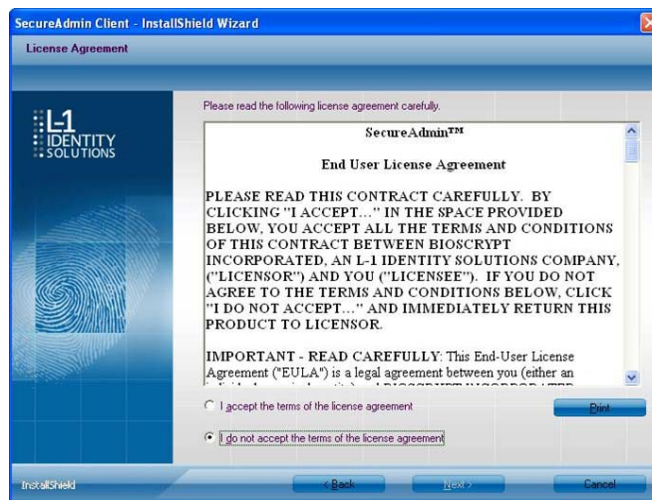 SecureAdmin Client - InstallShield Wizard
License Agreement
L-1
IDENTITY
SOLUTIONS
Please read the following license agreement carefully.
SecureAdmin™
End User License Agreement
PLEASE READ THIS CONTRACT CAREFULLY. BY
CLICKING "I ACCEPT..." IN THE SPACE PROVIDED
BELOW, YOU ACCEPT ALL THE TERMS AND CONDITIONS
OF THIS CONTRACT BETWEEN BIOSCRYPT
INCORPORATED, AN L-1 IDENTITY SOLUTIONS COMPANY,
("LICENSOR") AND YOU ("LICENSEE"). IF YOU DO NOT
AGREE TO THE TERMS AND CONDITIONS BELOW, CLICK
"I DO NOT ACCEPT..." AND IMMEDIATELY RETURN THIS
PRODUCT TO LICENSOR.
IMPORTANT - READ CAREFULLY: This End-User License
Agreement ("EULA") is a legal agreement between you (either an
I accept the terms of the license agreement
Print
I do not accept the terms of the license agreement
InstallShield
< Back
Next >
Cancel